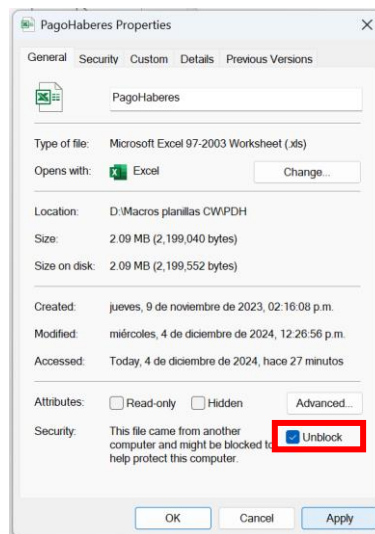 PagoHaberes Properties
General Security Custom Details Previous Versions
PagoHaberes
Type of file: Microsoft Excel 97-2003 Worksheet (.xls)
Opens with: Excel Change...
Location: D:\Macros planillas CW\PDH
Size: 2.09 MB (2,199,040 bytes)
Size on disk: 2.09 MB (2,199,552 bytes)
Created: jueves, 9 de noviembre de 2023, 02:16:08 p.m.
Modified: miércoles, 4 de diciembre de 2024, 12:26:56 p.m.
Accessed: Today, 4 de diciembre de 2024, hace 27 minutos
Attributes: Read-only Hidden Advanced...
Security: This file came from another
computer and might be blocked to
help protect this computer.
Unblock
OK Cancel Apply